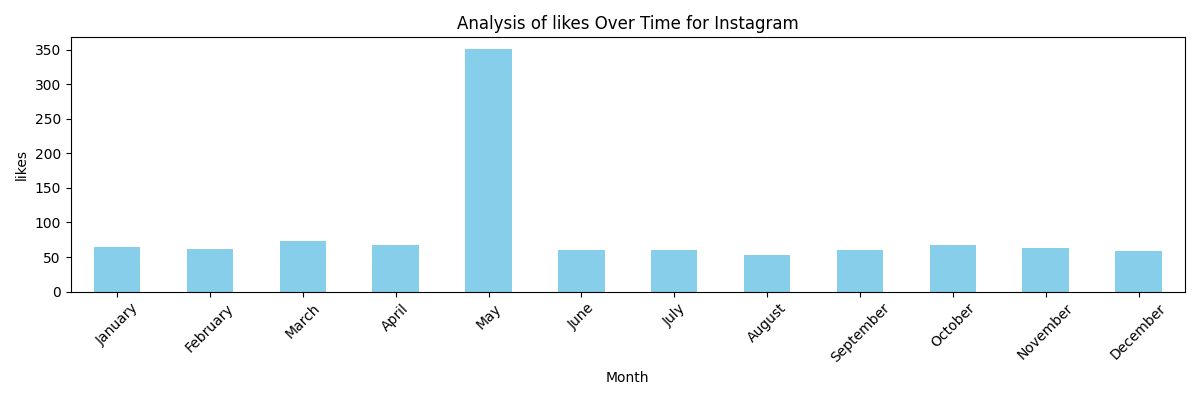 Analysis of likes Over Time for Instagram
likes
350
300
250
200
150
100
50
0
January
February
March
April
May
June
July
August
September
October
November
December
Month